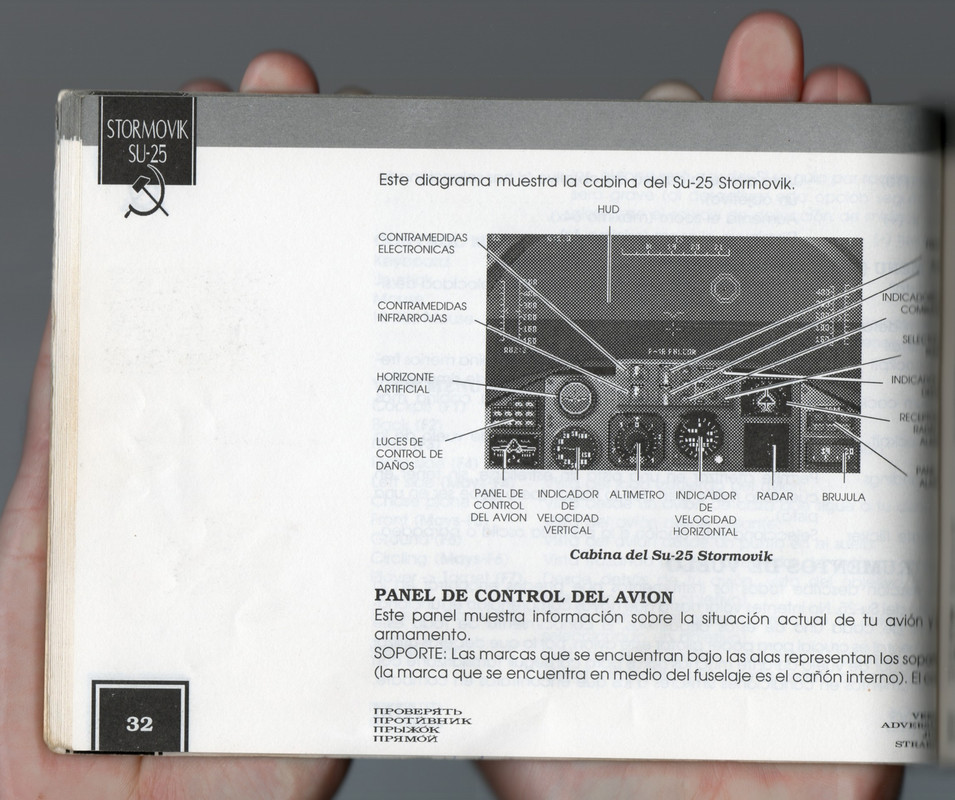 STORMOVIK
SU-25
Este diagrama muestra la cabina del Su-25 Stormovik.
HUD
CONTRAMEDIDAS
ELECTRONICAS
CONTRAMEDIDAS
INFRARROJAS
HORIZONTE
ARTIFICIAL
LUCES DE
CONTROL DE
DAÑOS
F-16 FALCON
PANEL DE
CONTROL
DEL AVION
INDICADOR
DE
VELOCIDAD
VERTICAL
ALTIMETRO
INDICADOR
DE
VELOCIDAD
HORIZONTAL
RADAR
BRUJULA
Cabina del Su-25 Stormovik
PANEL DE CONTROL DEL AVION
Este panel muestra información sobre la situación actual de tu avión y
armamento.
SOPORTE: Las marcas que se encuentran bajo las alas representan los
(la marca que se encuentra en medio del fuselaje es el cañón interno). El
ПРОВЕРЯТЬ
ПРОТИВНИК
ПРЫЖОК
ПРЯМОЙ
32